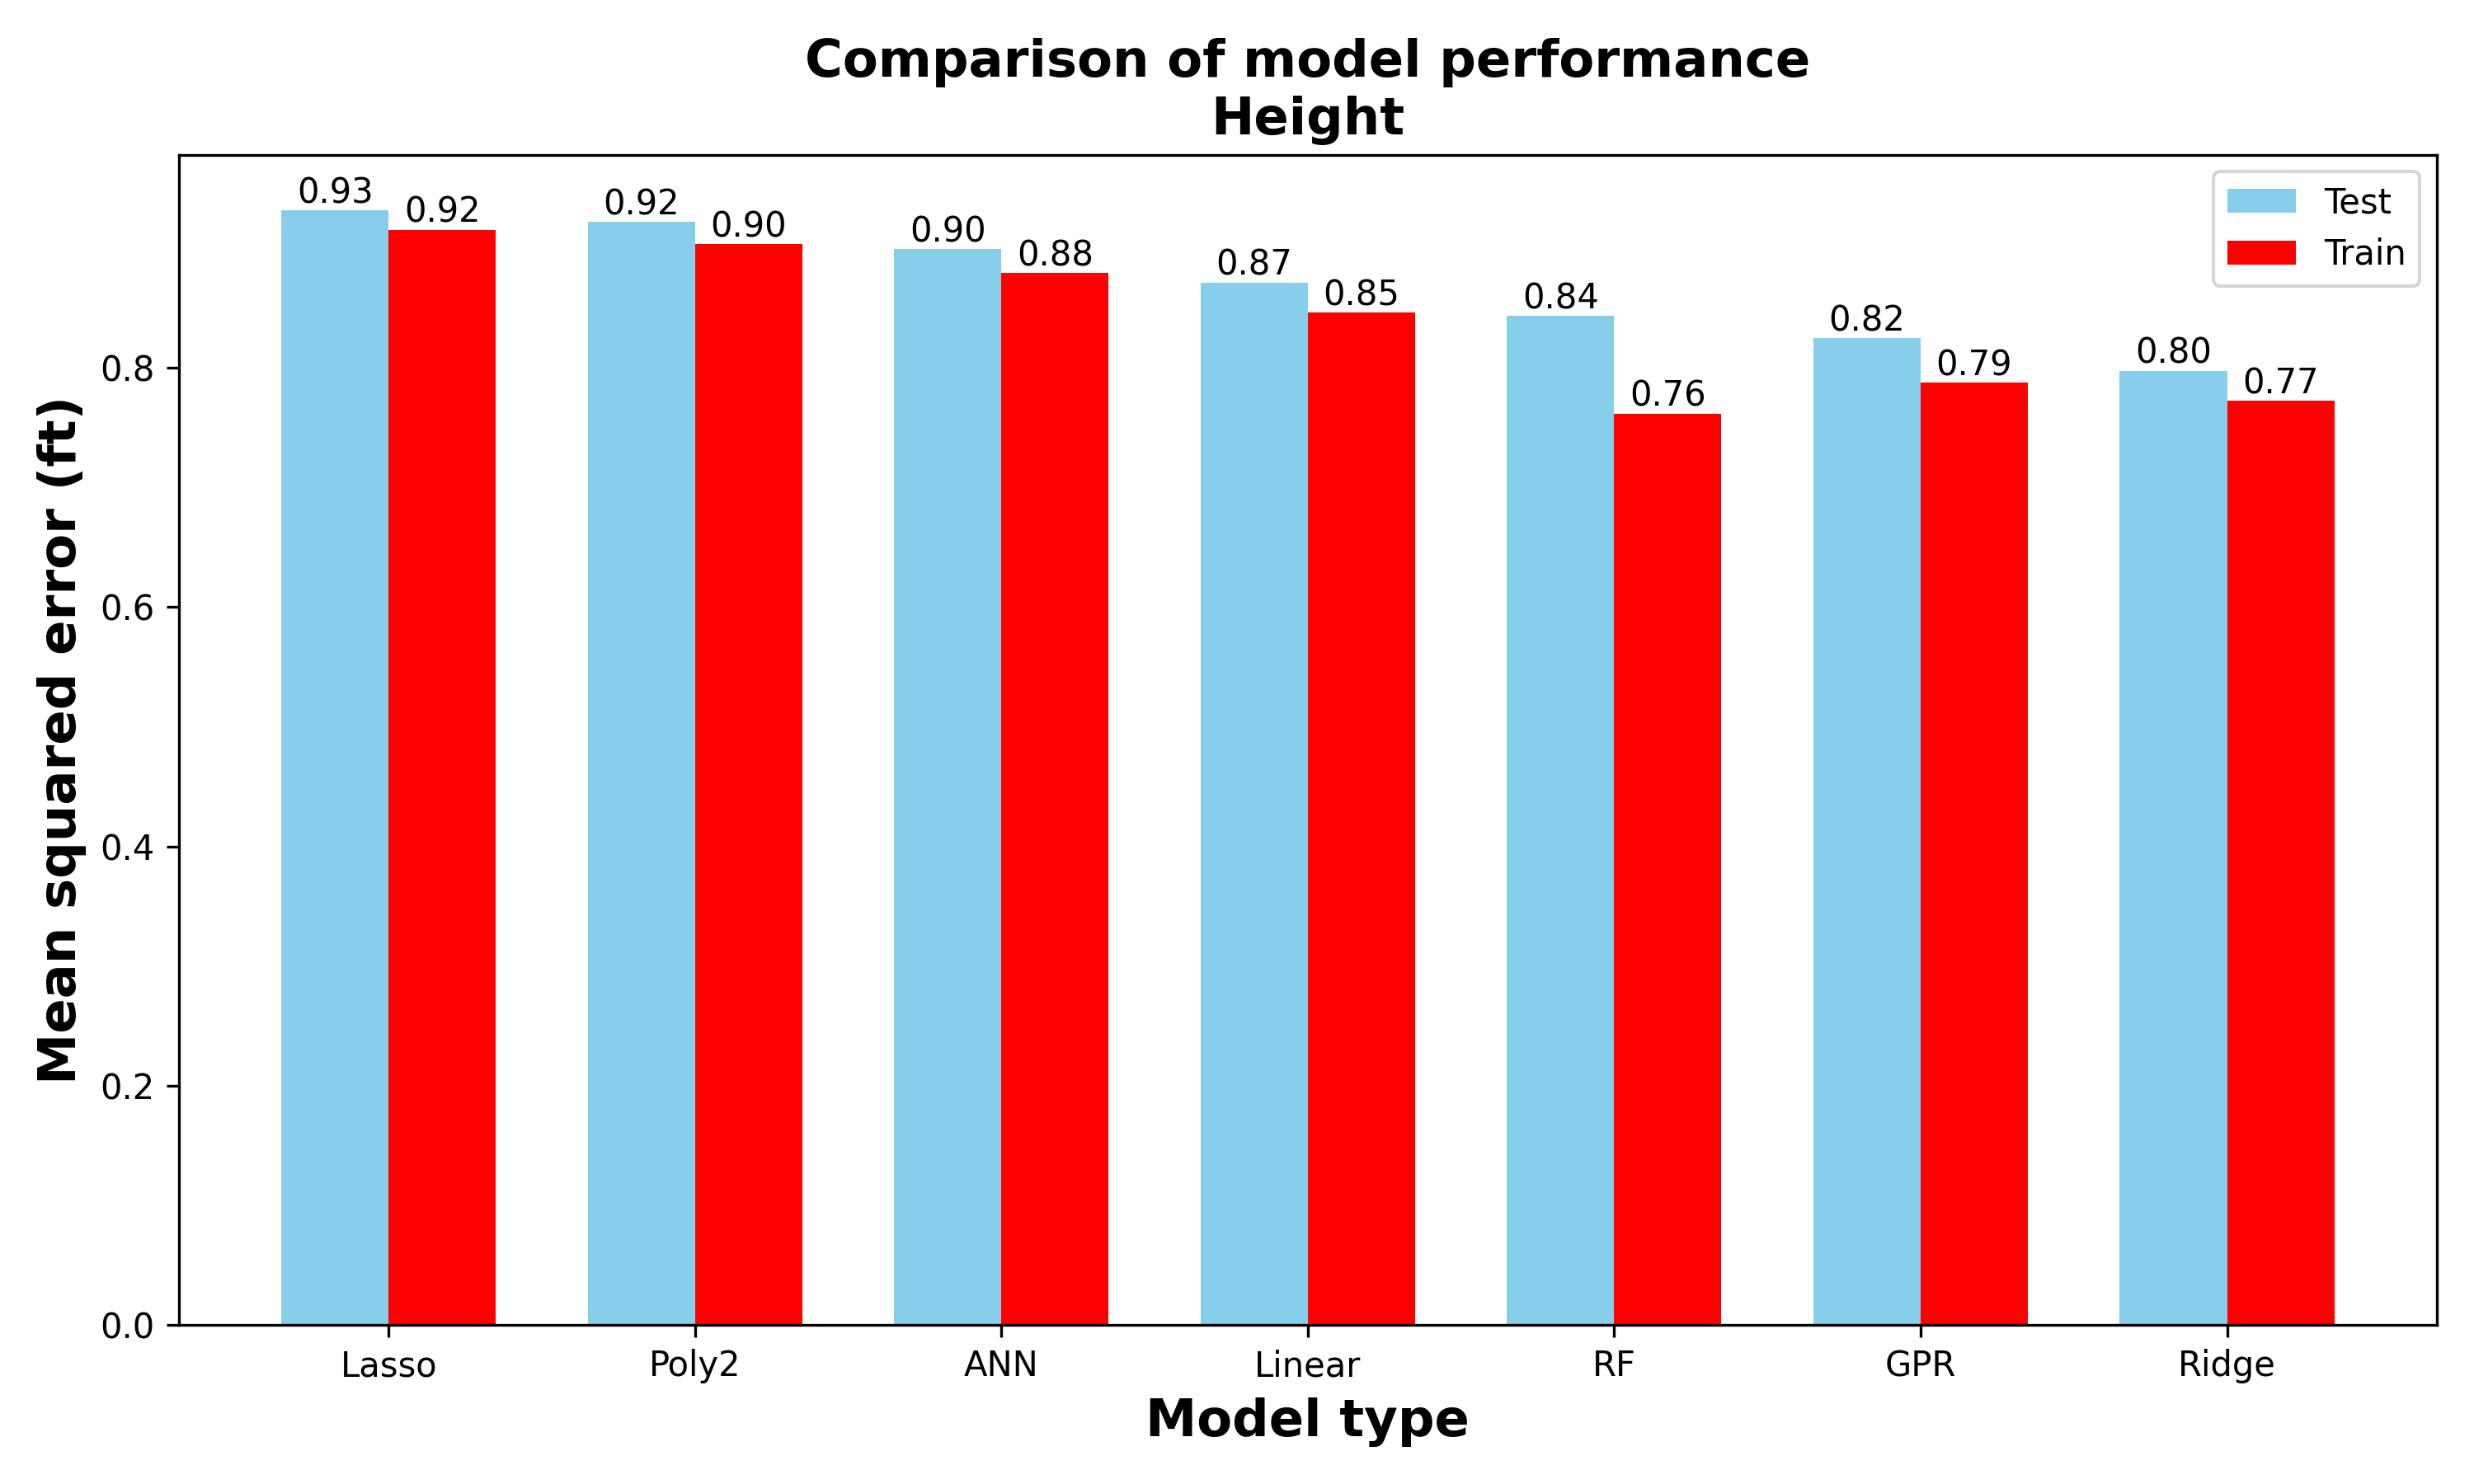 Comparison of model performance
Height
Test
Train
0.93
0.92
0.92
0.90
0.90
0.88
0.87
0.85
0.84
0.76
0.82
0.79
0.80
0.77
Mean squared error (ft)
0.8
0.6
0.4
0.2
0.0
Lasso Poly2 ANN Linear RF GPR Ridge
Model type